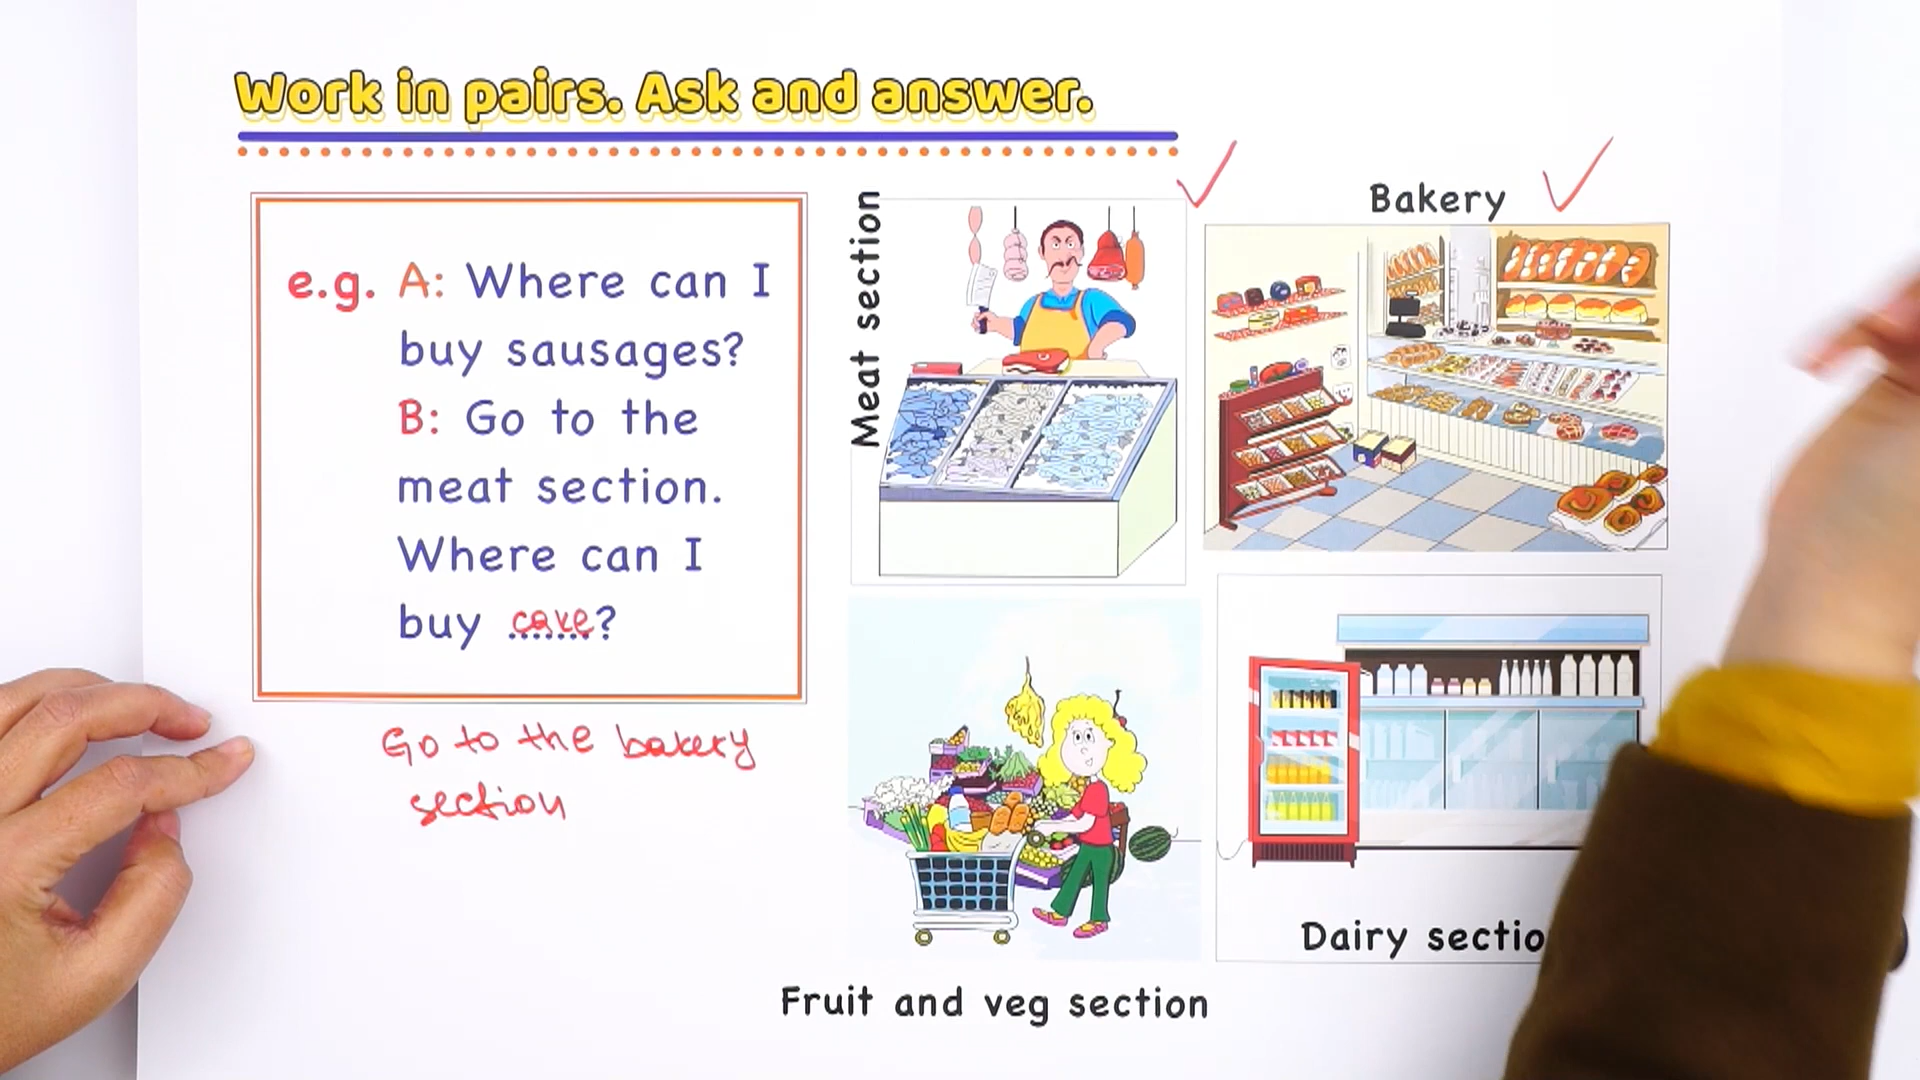 Work in pairs. Ask and answer.
e.g. A: Where can I
buy sausages?
B: Go to the
meat section.
Where can I
buy cake?
Go to the bakery
section
Meat section
Bakery
Fruit and veg section
Dairy sectio